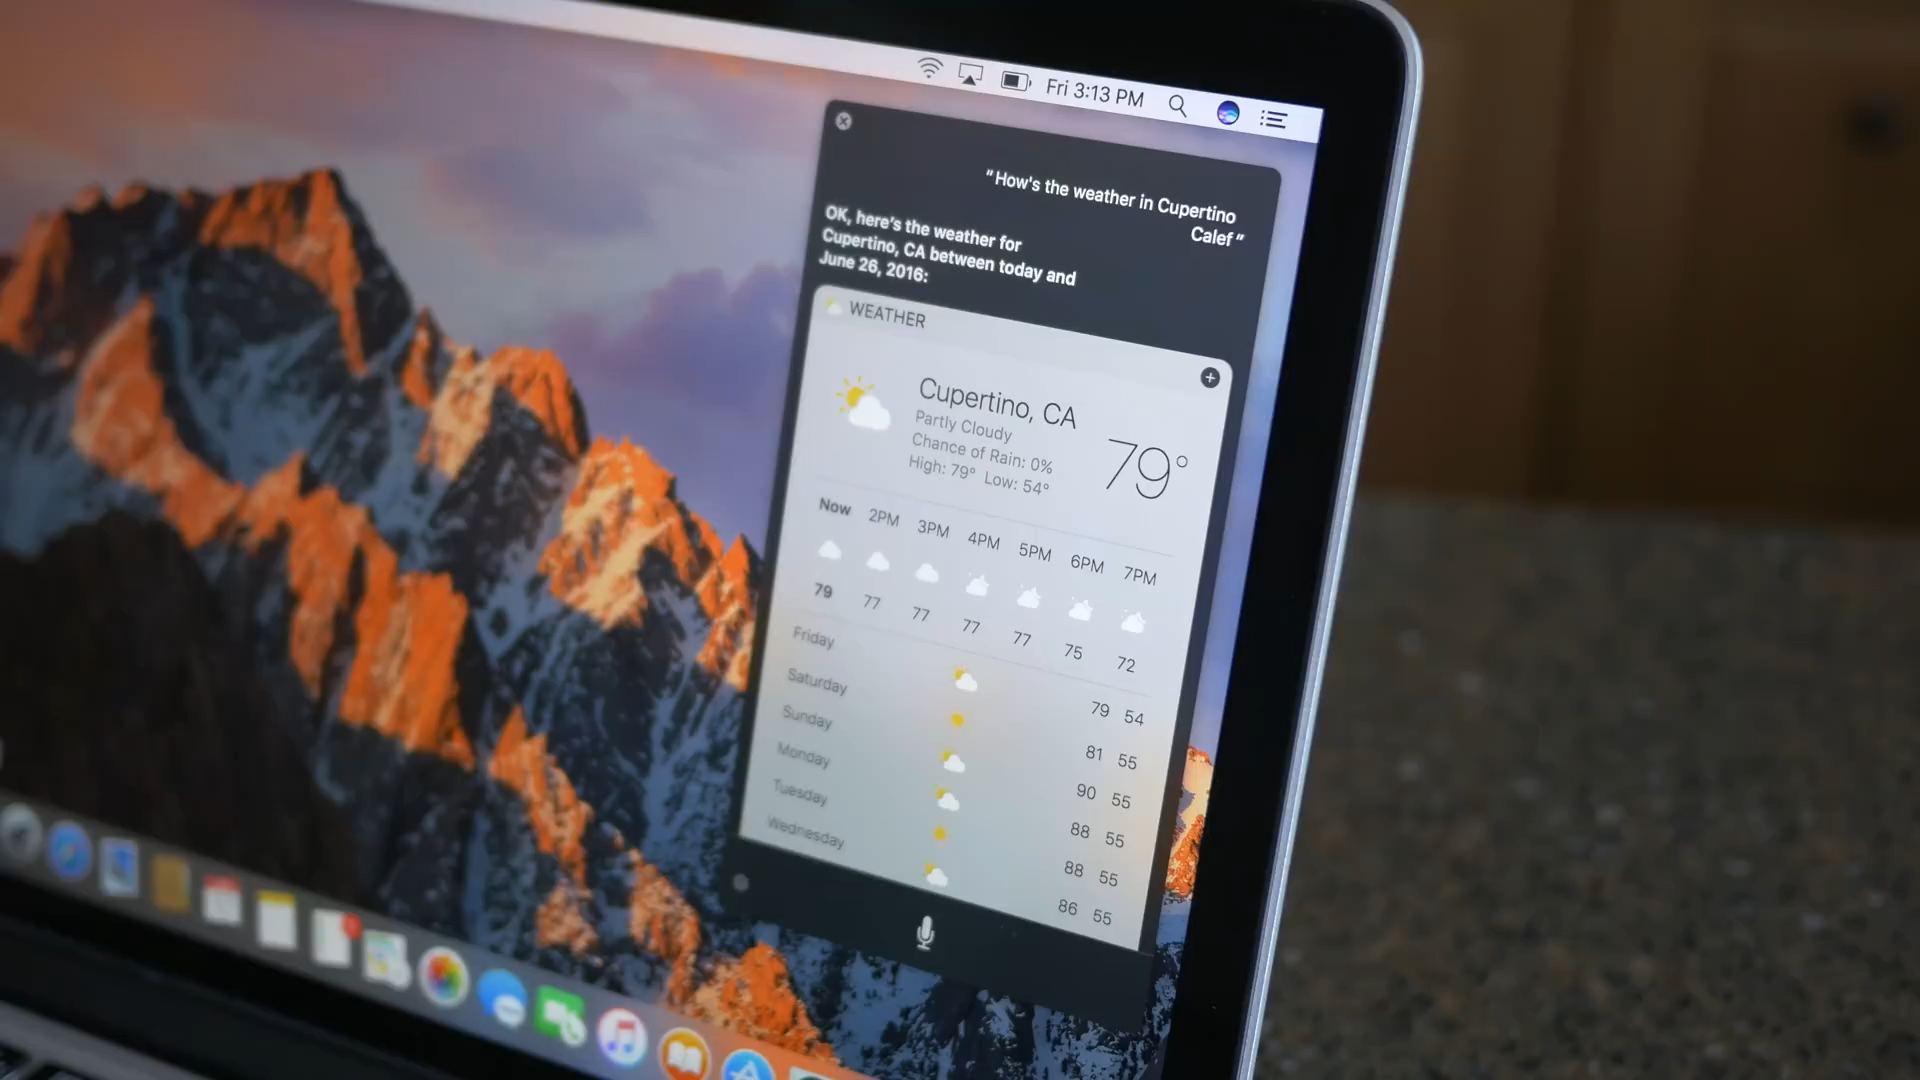 Fri 3:13 PM
“How's the weather in Cupertino
Calef”
OK, here's the weather for
Cupertino, CA between today and
June 26, 2016:
WEATHER
Cupertino, CA
Partly Cloudy
Chance of Rain: 0%
High: 79° Low: 54°
79°
Now 2PM 3PM 4PM 5PM 6PM 7PM
79 77 77 77 77 75 72
Friday 79 54
Saturday 81 55
Sunday 90 55
Monday 88 55
Tuesday 88 55
Wednesday 86 55